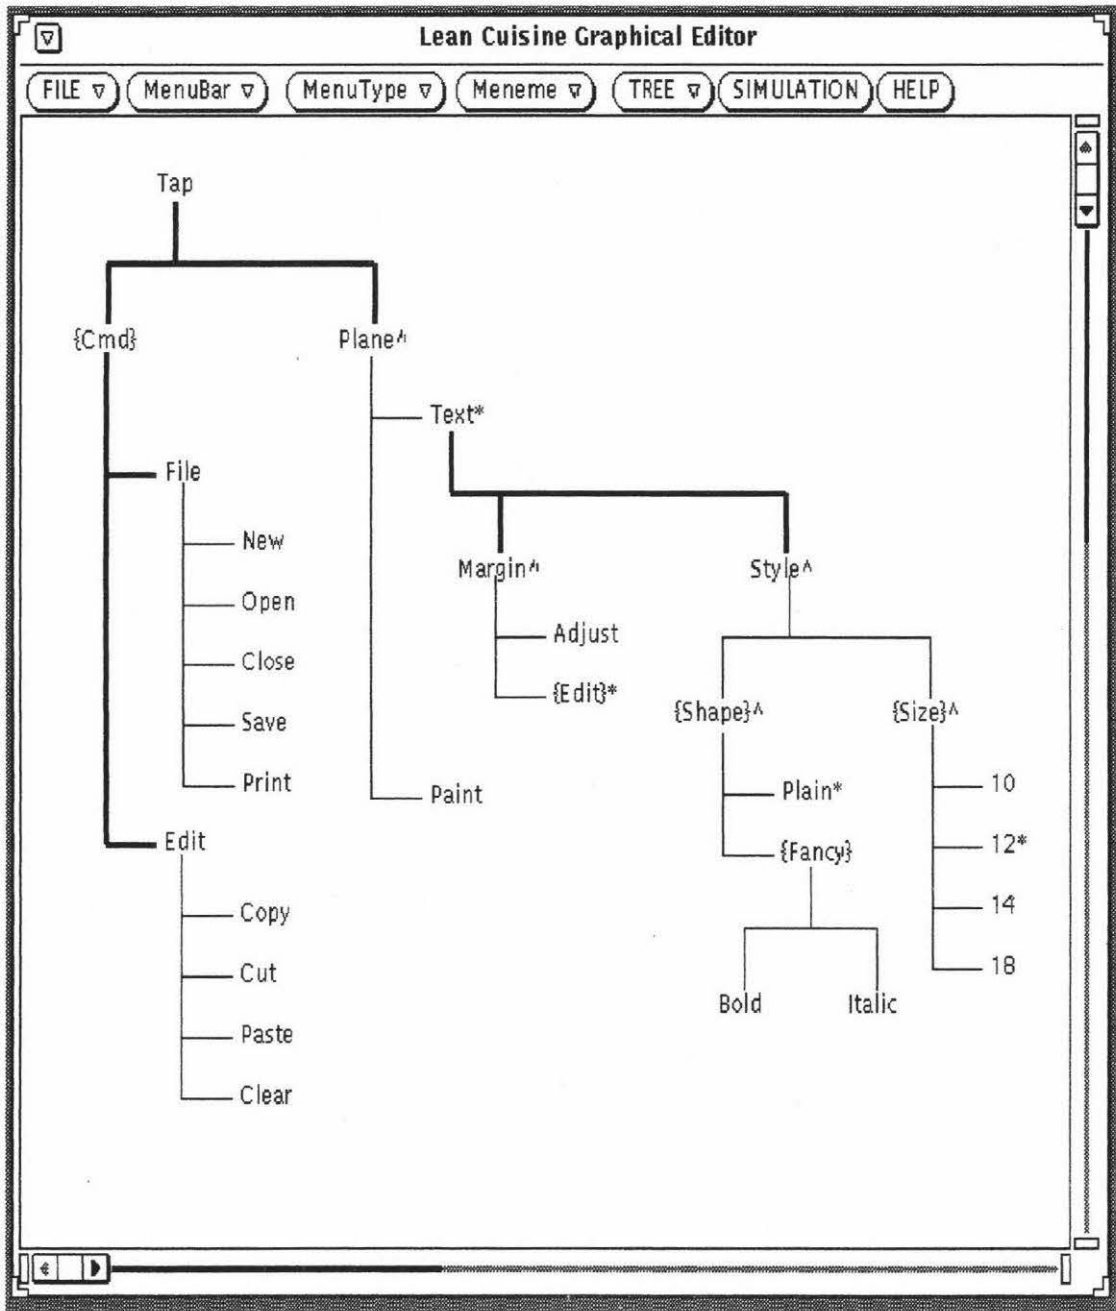 Lean Cuisine Graphical Editor
FILE MenuBar MenuType Meneme TREE SIMULATION HELP
Tap
{Cmd} Plane^
Text*
File
New
Margin^ Style^
Open
Adjust
Close
{Edit}*
{Shape}^ {Size}^
Save
Print
Plain* 10
Paint
Edit
{Fancy} 12*
Copy
14
Cut
18
Bold Italic
Paste
Clear